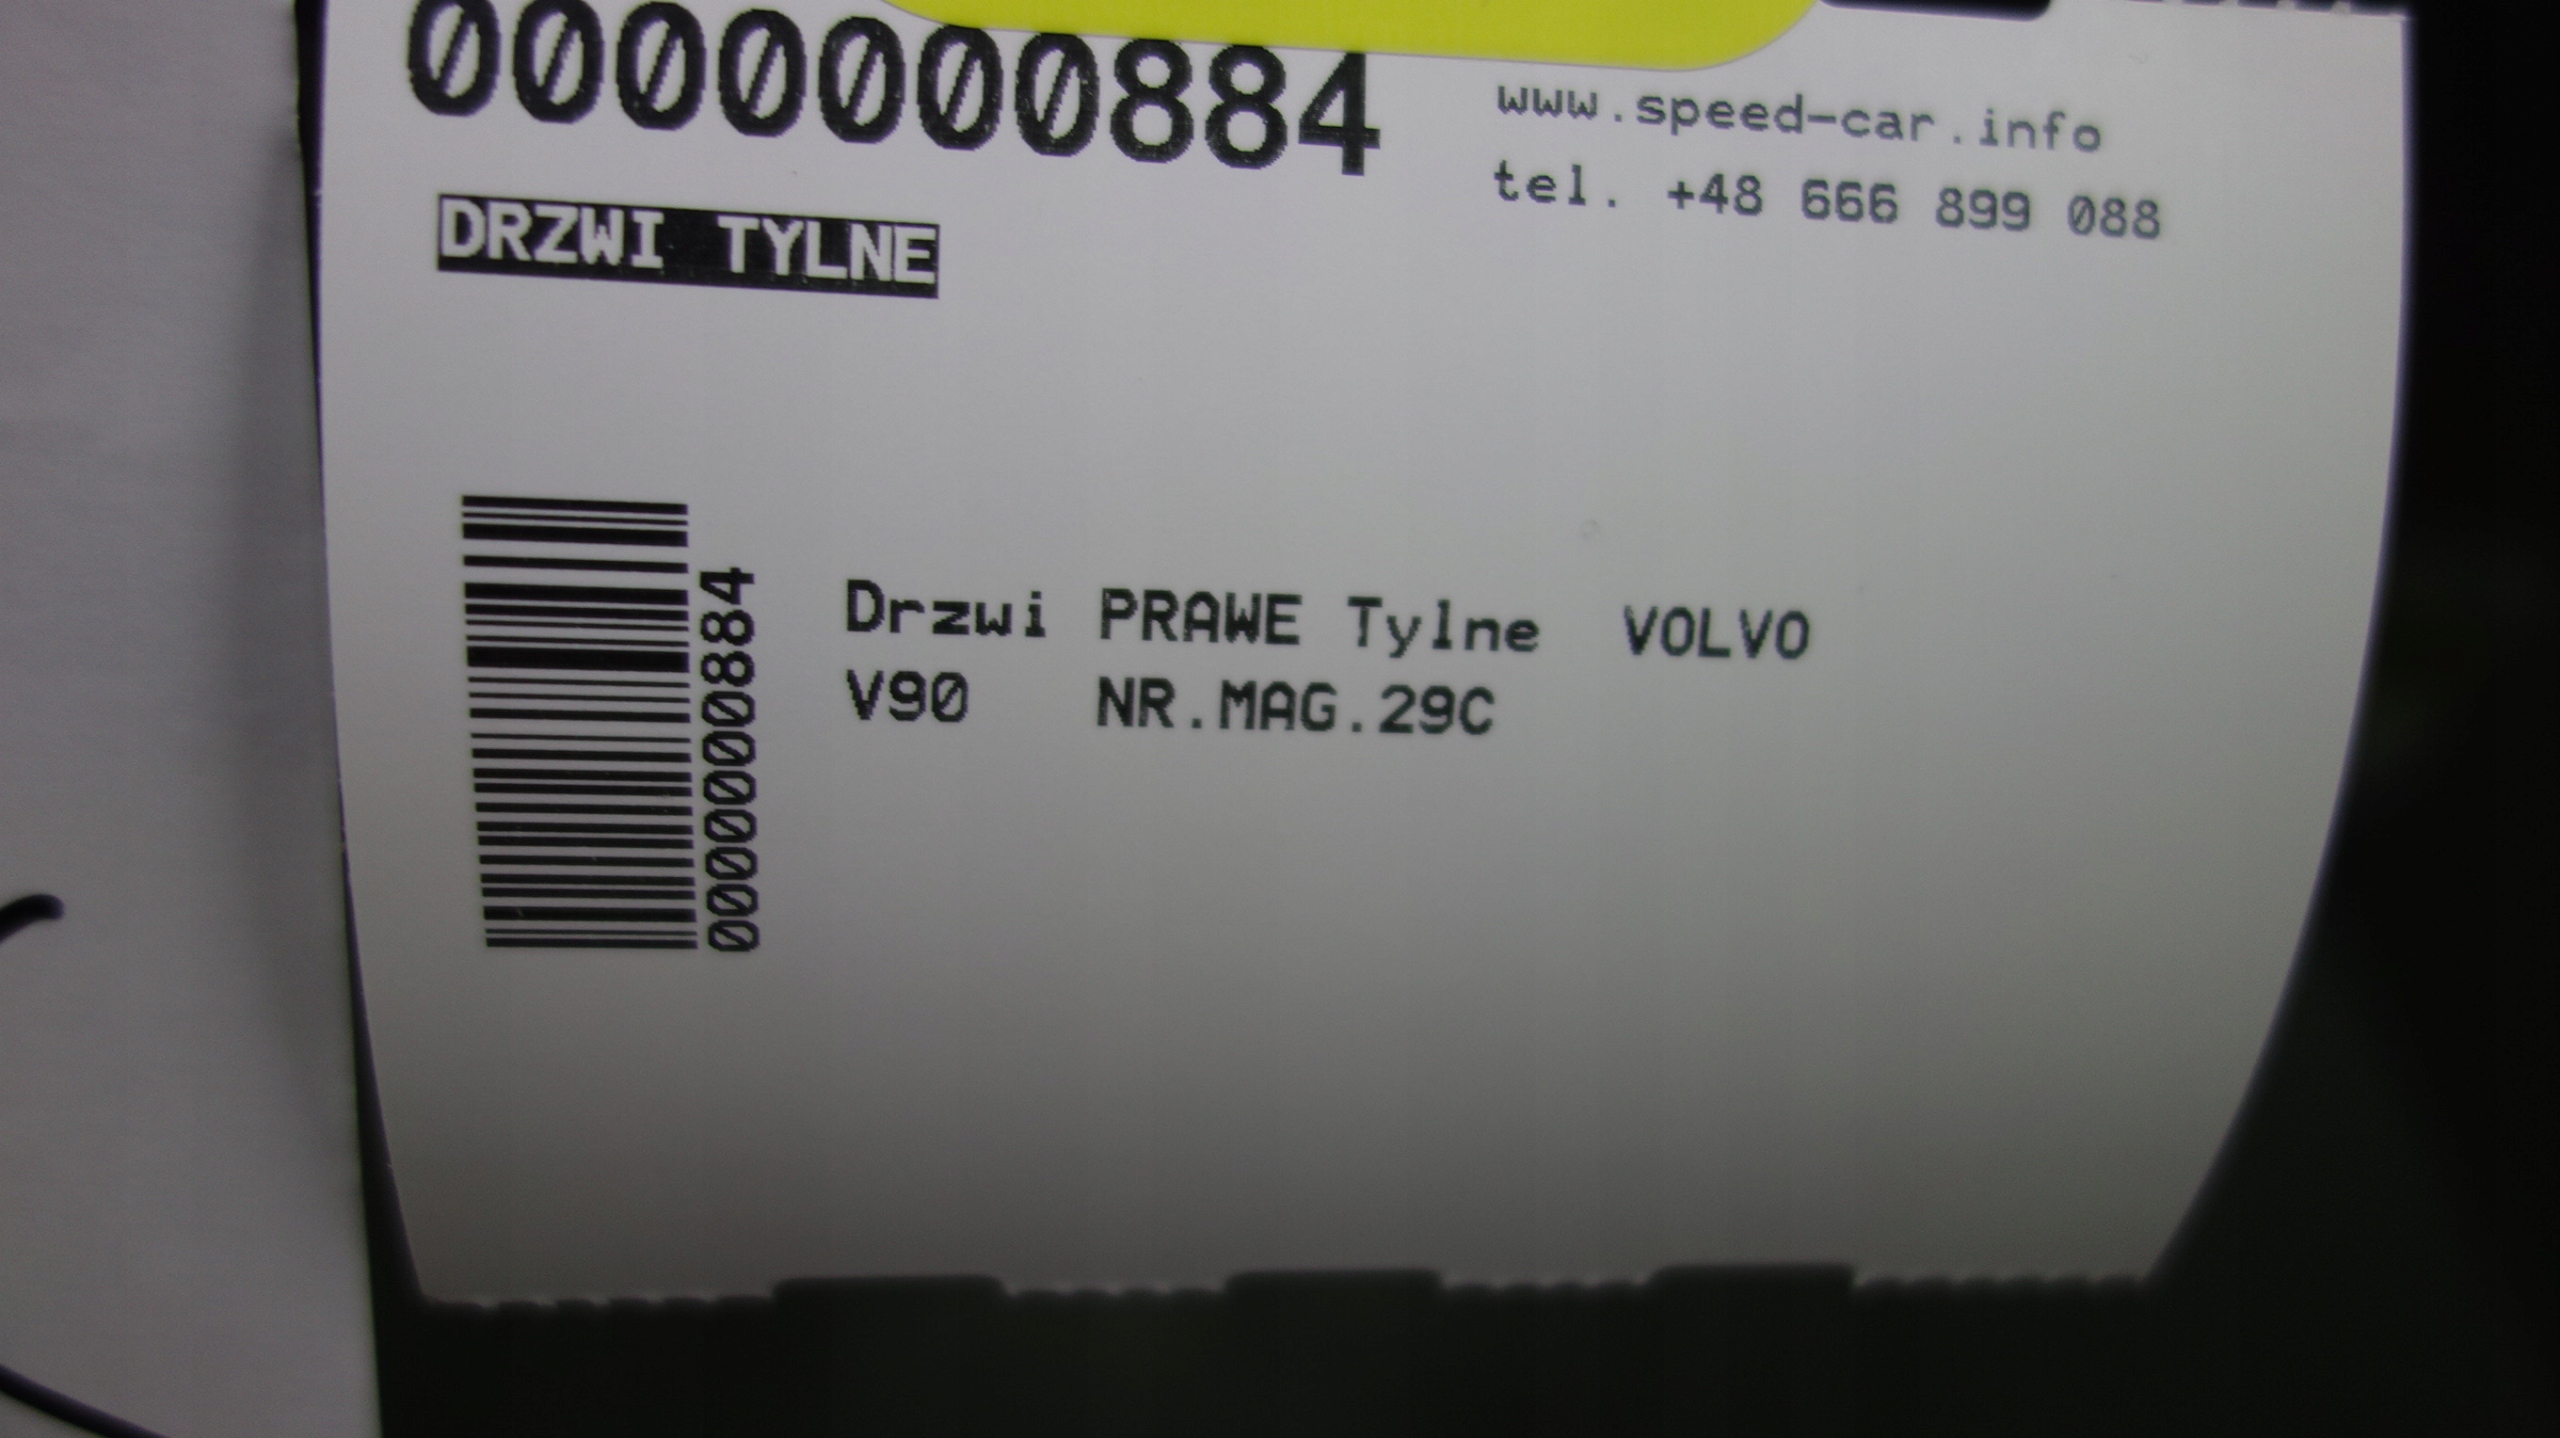 0000000884
www.speed-car.info
tel. +48 666 899 088
DRZWI TYLNE
0000000884
Drzwi PRAWE Tylne VOLVO
V90 NR.MAG.29C